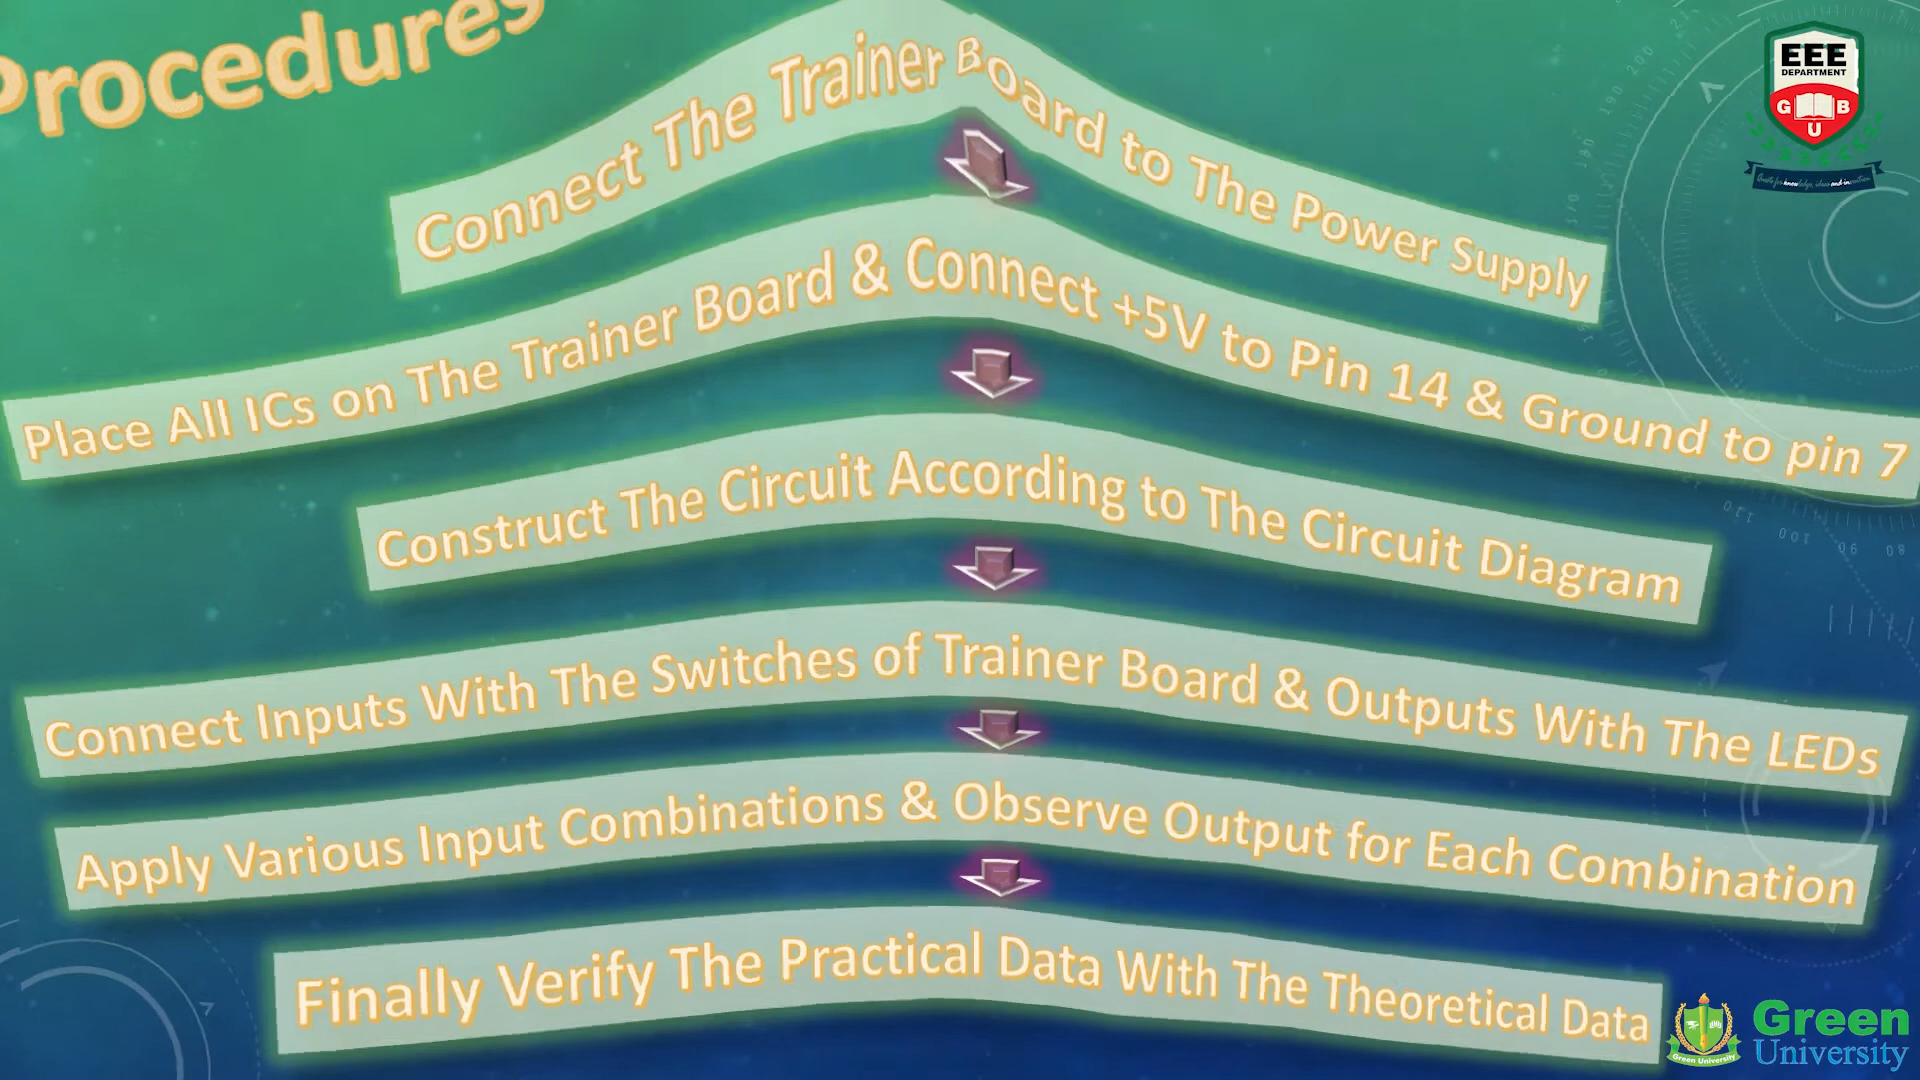 Procedures
Connect The Trainer Board to The Power Supply
Place All ICs on The Trainer Board & Connect +5V to Pin 14 & Ground to pin 7
Construct The Circuit According to The Circuit Diagram
Connect Inputs With The Switches of Trainer Board & Outputs With The LEDs
Apply Various Input Combinations & Observe Output for Each Combination
Finally Verify The Practical Data With The Theoretical Data
EEE
DEPARTMENT
G B
U
Green
University
Green University